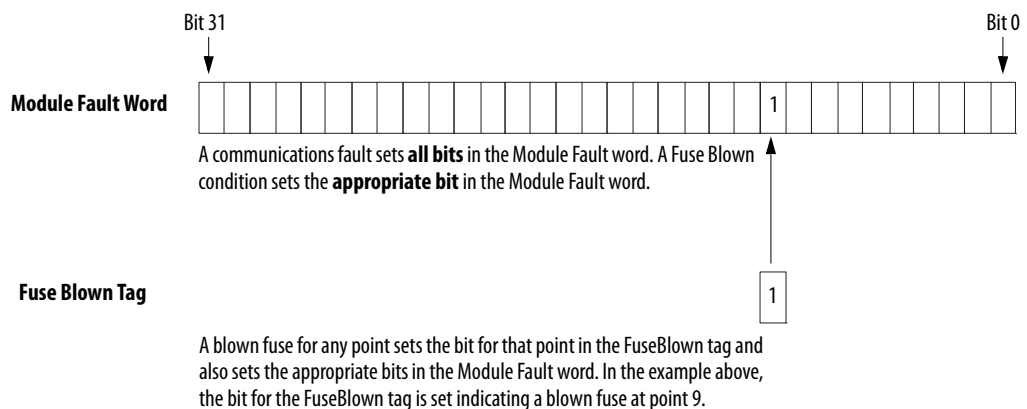 Bit 31 Bit 0
Module Fault Word 1
A communications fault sets all bits in the Module Fault word. A Fuse Blown
condition sets the appropriate bit in the Module Fault word.
Fuse Blown Tag 1
A blown fuse for any point sets the bit for that point in the FuseBlown tag and
also sets the appropriate bits in the Module Fault word. In the example above,
the bit for the FuseBlown tag is set indicating a blown fuse at point 9.